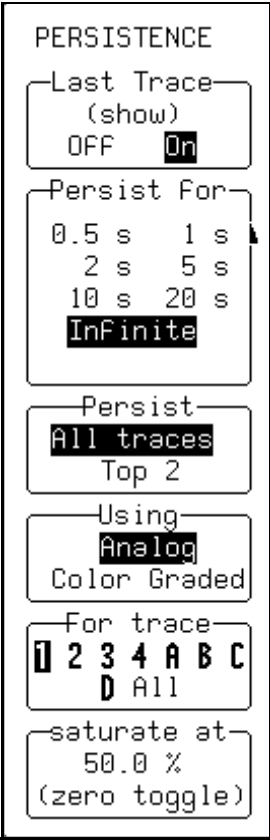 PERSISTENCE
Last Trace
(show)
OFF On
Persist For
0.5 s 1 s
2 s 5 s
10 s 20 s
Infinite
Persist
All traces
Top 2
Using
Analog
Color Graded
For trace
1 2 3 4 A B C
D All
saturate at
50.0 %
(zero toggle)